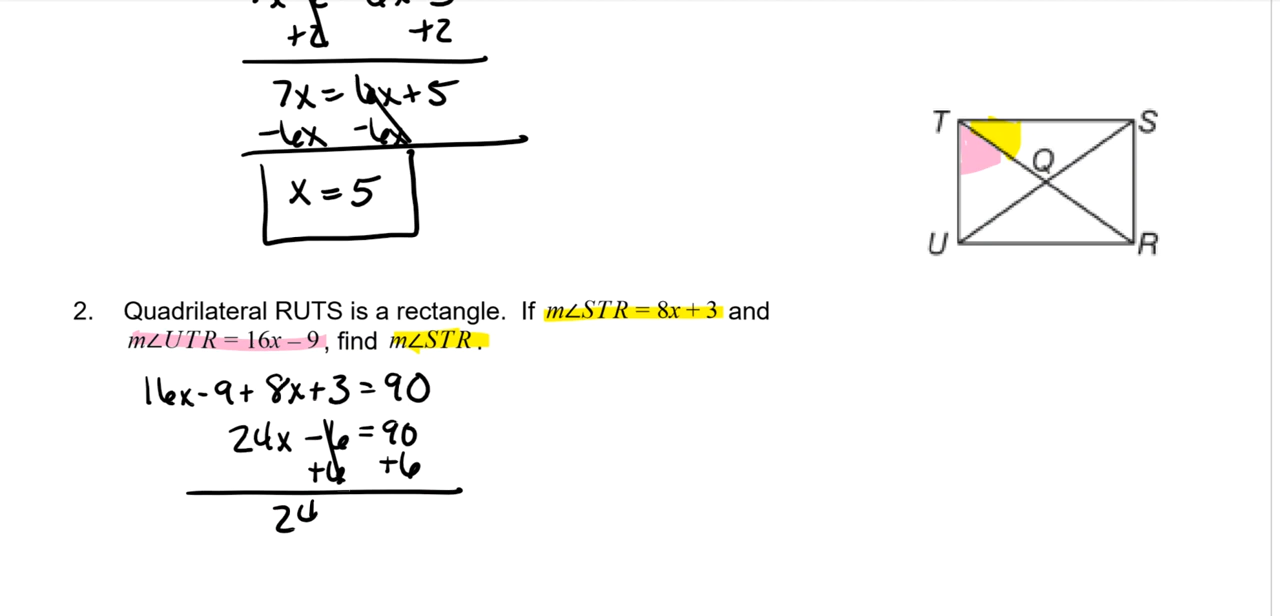 +2 +2
7x = 6x + 5
-6x -6x
x = 5
T S
Q
U R
2. Quadrilateral RUTS is a rectangle. If m∠STR = 8x + 3 and
m∠UTR = 16x – 9, find m∠STR.
16x - 9 + 8x + 3 = 90
24x - 6 = 90
+6 +6
24